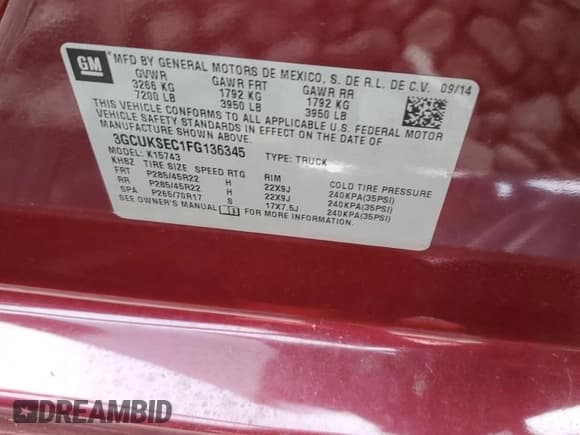 GM
MFD BY GENERAL MOTORS DE MEXICO, S. DE R.L. DE C.V. 09/14
GVWR GAWR FRT GAWR RR
3266 KG 1792 KG 1792 KG
7200 LB 3950 LB 3950 LB
THIS VEHICLE CONFORMS TO ALL APPLICABLE U.S. FEDERAL MOTOR
VEHICLE SAFETY STANDARDS IN EFFECT ON THE DATE OF
MANUFACTURE SHOWN ABOVE.
3GCUKSEC1FG136345 TYPE: TRUCK
MODEL: K15743
KH8Z TIRE SIZE SPEED RTG RIM COLD TIRE PRESSURE
FRT P285/45R22 H 22X9J 240KPA(35PSI)
RR P285/45R22 H 22X9J 240KPA(35PSI)
SPA P265/70R17 S 17X7.5J 240KPA(35PSI)
SEE OWNER'S MANUAL FOR MORE INFORMATION.
DREAMBID